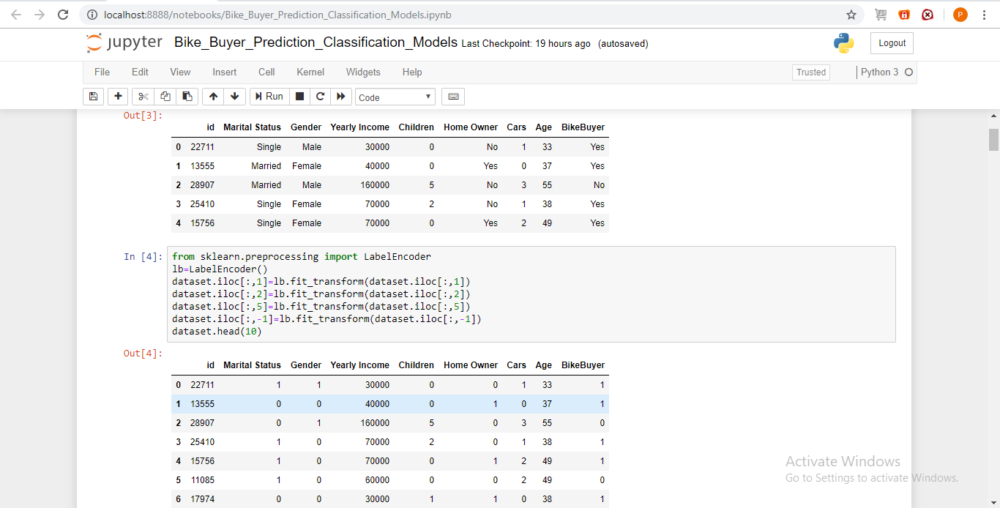 localhost:8888/notebooks/Bike_Buyer_Prediction_Classification_Models.ipynb
P
jupyter Bike_Buyer_Prediction_Classification_Models Last Checkpoint: 19 hours ago (autosaved)
Logout
File Edit View Insert Cell Kernel Widgets Help
Trusted Python 3
Run Code
Out[3]:
id Marital Status Gender Yearly Income Children Home Owner Cars Age BikeBuyer
0 22711 Single Male 30000 0 No 1 33 Yes
1 13555 Married Female 40000 0 Yes 0 37 Yes
2 28907 Married Male 160000 5 No 3 55 No
3 25410 Single Female 70000 2 No 1 38 Yes
4 15756 Single Female 70000 0 Yes 2 49 Yes
In [4]: from sklearn.preprocessing import LabelEncoder
lb=LabelEncoder()
dataset.iloc[:,1]=lb.fit_transform(dataset.iloc[:,1])
dataset.iloc[:,2]=lb.fit_transform(dataset.iloc[:,2])
dataset.iloc[:,5]=lb.fit_transform(dataset.iloc[:,5])
dataset.iloc[:,-1]=lb.fit_transform(dataset.iloc[:,-1])
dataset.head(10)
Out[4]:
id Marital Status Gender Yearly Income Children Home Owner Cars Age BikeBuyer
0 22711 1 1 30000 0 0 1 33 1
1 13555 0 0 40000 0 1 0 37 1
2 28907 0 1 160000 5 0 3 55 0
3 25410 1 0 70000 2 0 1 38 1
4 15756 1 0 70000 0 1 2 49 1
5 11085 1 0 60000 0 0 2 49 0
6 17974 0 0 30000 1 1 0 38 1
Activate Windows
Go to Settings to activate Windows.